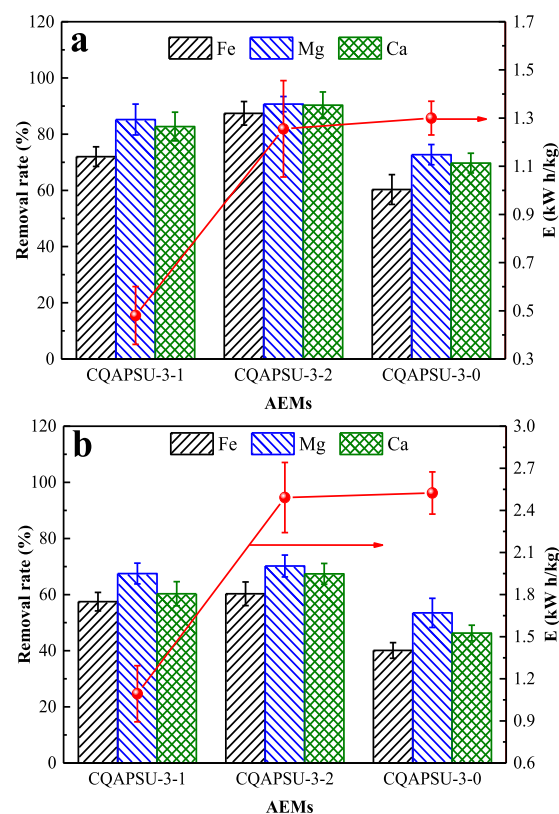 a
Fe Mg Ca
Removal rate (%)
120
100
80
60
40
20
0
1.7
1.5
1.3
1.1
0.9
0.7
0.5
0.3
E (kW h/kg)
CQAPSU-3-1 CQAPSU-3-2 CQAPSU-3-0
AEMs
b
Fe Mg Ca
Removal rate (%)
120
100
80
60
40
20
0
3.0
2.7
2.4
2.1
1.8
1.5
1.2
0.9
0.6
E (kW h/kg)
CQAPSU-3-1 CQAPSU-3-2 CQAPSU-3-0
AEMs